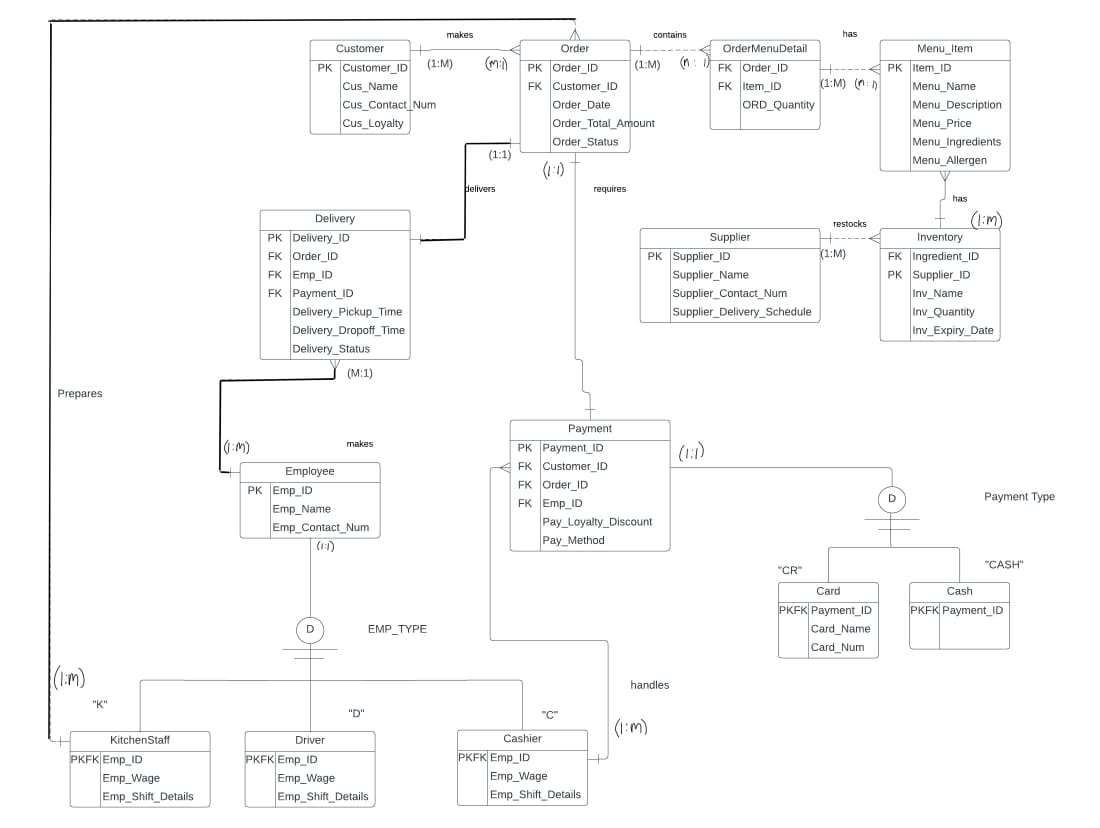 makes
contains
has
Customer
PK Customer_ID
Cus_Name
Cus_Contact_Num
Cus_Loyalty
(1:M)
(M:1)
Order
PK Order_ID
FK Customer_ID
Order_Date
Order_Total_Amount
Order_Status
(1:M)
(n:1)
OrderMenuDetail
FK Order_ID
FK Item_ID
ORD_Quantity
(1:M)
(n:1)
Menu_Item
PK Item_ID
Menu_Name
Menu_Description
Menu_Price
Menu_Ingredients
Menu_Allergen
(1:1)
(1:1)
delivers
requires
has
(1:M)
restocks
Delivery
PK Delivery_ID
FK Order_ID
FK Emp_ID
FK Payment_ID
Delivery_Pickup_Time
Delivery_Dropoff_Time
Delivery_Status
(M:1)
Supplier
PK Supplier_ID
Supplier_Name
Supplier_Contact_Num
Supplier_Delivery_Schedule
(1:M)
Inventory
FK Ingredient_ID
PK Supplier_ID
Inv_Name
Inv_Quantity
Inv_Expiry_Date
Prepares
(1:M)
makes
Employee
PK Emp_ID
Emp_Name
Emp_Contact_Num
(1:1)
Payment
PK Payment_ID
FK Customer_ID
FK Order_ID
FK Emp_ID
Pay_Loyalty_Discount
Pay_Method
(1:1)
D
Payment Type
"CR"
"CASH"
Card
PKFK Payment_ID
Card_Name
Card_Num
Cash
PKFK Payment_ID
D
EMP_TYPE
(1:M)
handles
"K"
"D"
"C"
(1:M)
KitchenStaff
PKFK Emp_ID
Emp_Wage
Emp_Shift_Details
Driver
PKFK Emp_ID
Emp_Wage
Emp_Shift_Details
Cashier
PKFK Emp_ID
Emp_Wage
Emp_Shift_Details